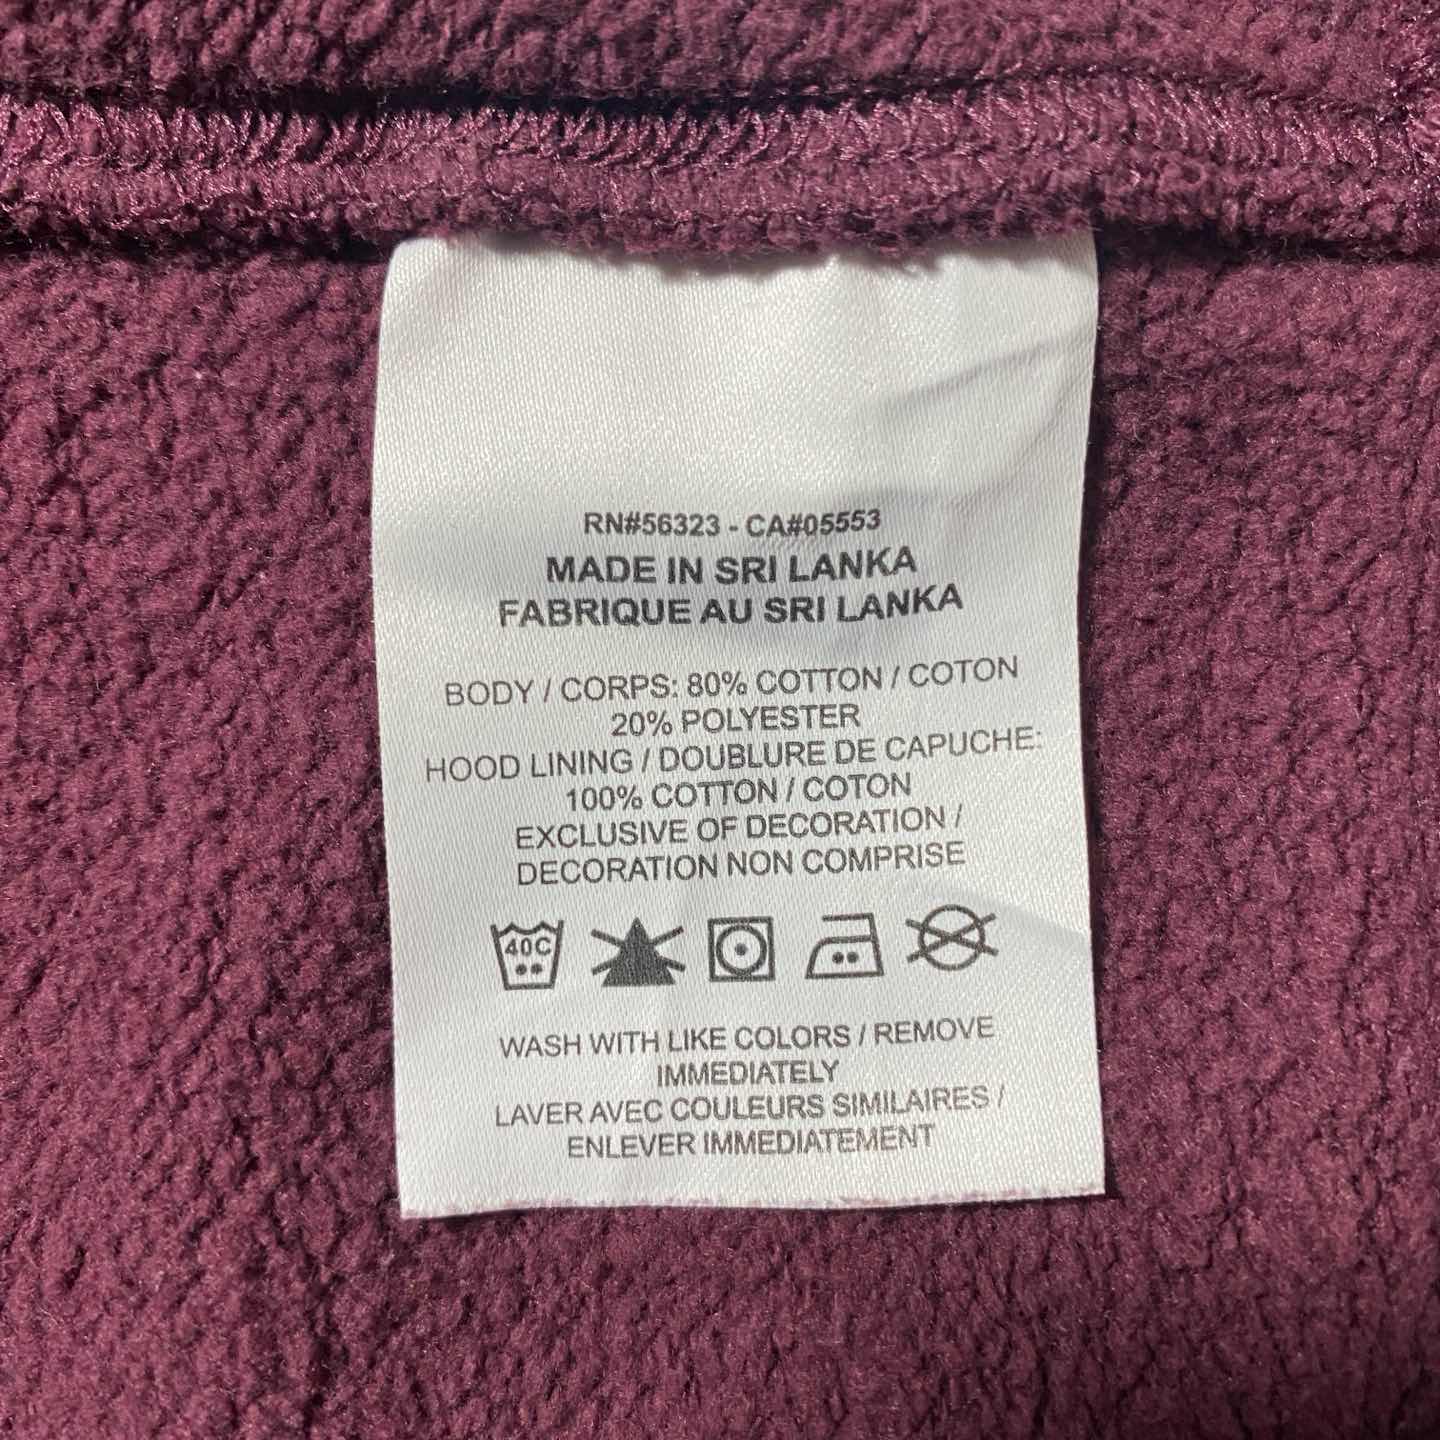 RN#56323 - CA#05553
MADE IN SRI LANKA
FABRIQUE AU SRI LANKA
BODY / CORPS: 80% COTTON / COTON
20% POLYESTER
HOOD LINING / DOUBLURE DE CAPUCHE:
100% COTTON / COTON
EXCLUSIVE OF DECORATION /
DECORATION NON COMPRISE
40C
WASH WITH LIKE COLORS / REMOVE
IMMEDIATELY
LAVER AVEC COULEURS SIMILAIRES /
ENLEVER IMMEDIATEMENT